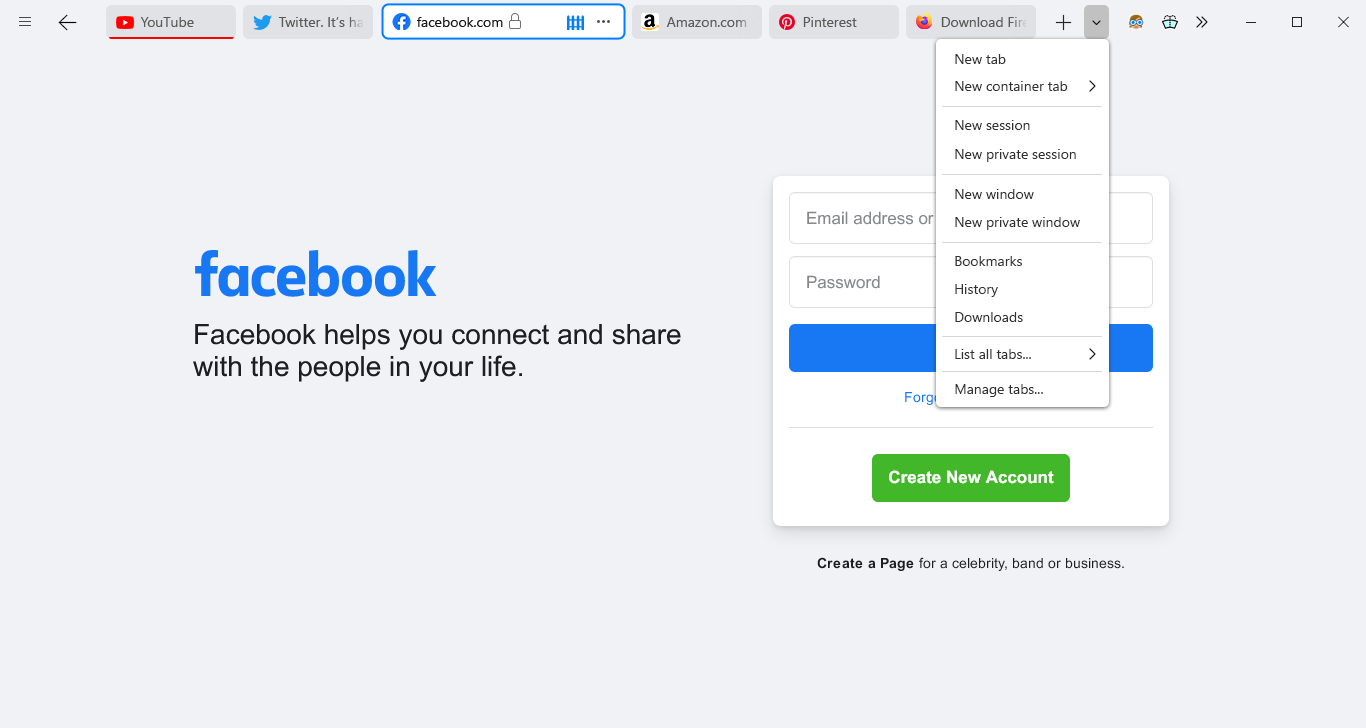 YouTube
Twitter. It's ha
facebook.com
Amazon.com
Pinterest
Download Fire
New tab
New container tab
New session
New private session
New window
New private window
Bookmarks
History
Downloads
List all tabs...
Manage tabs...
facebook
Facebook helps you connect and share
with the people in your life.
Email address or
Password
Forg
Create New Account
Create a Page for a celebrity, band or business.